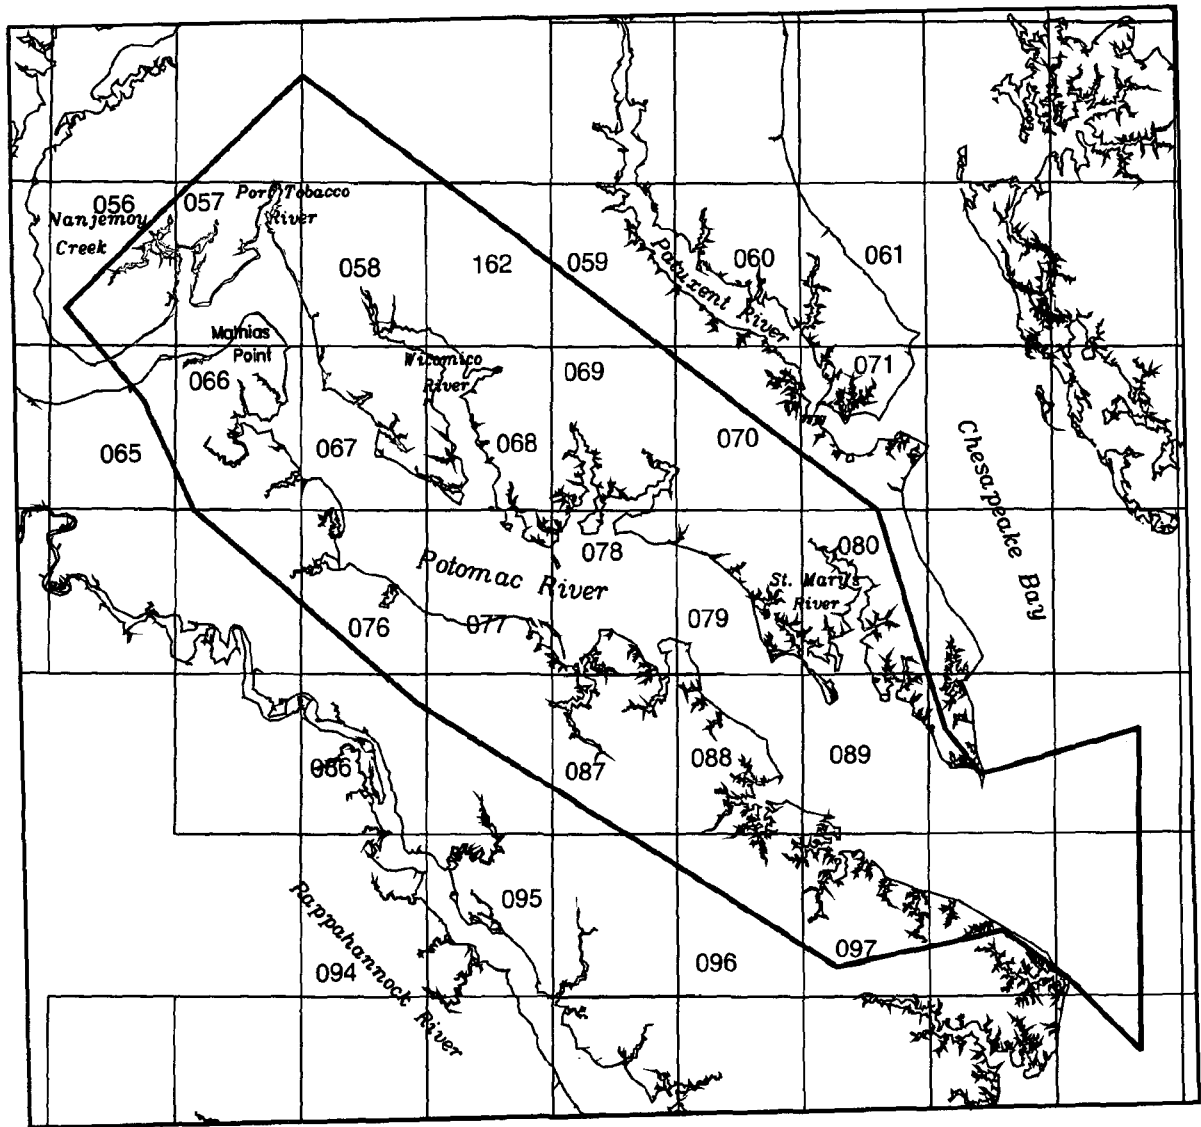 056
057
Port Tobacco
River
Nanjemoy
Creek
058
162
059
060
061
Patuxent River
Mathias
Point
Wicomico
River
066
069
071
065
067
068
070
Chesapeake Bay
078
080
Potomac River
St. Mary's
River
076
077
079
086
087
088
089
095
094
Rappahannock River
096
097